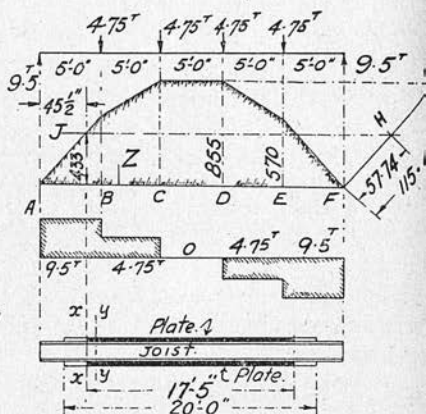 4·75ᵀ 4·75ᵀ 4·75ᵀ 4·75ᵀ
9·5ᵀ 5'-0" 5'-0" 5'-0" 5'-0" 5'-0" 9·5ᵀ
45½"
J H
433 Z 855 570 57·74
A B C D E F
9·5ᵀ 4·75ᵀ O 4·75ᵀ 9·5ᵀ
x y
Plate.
JOIST.
x y
t Plate.
17'-5"
20'-0"